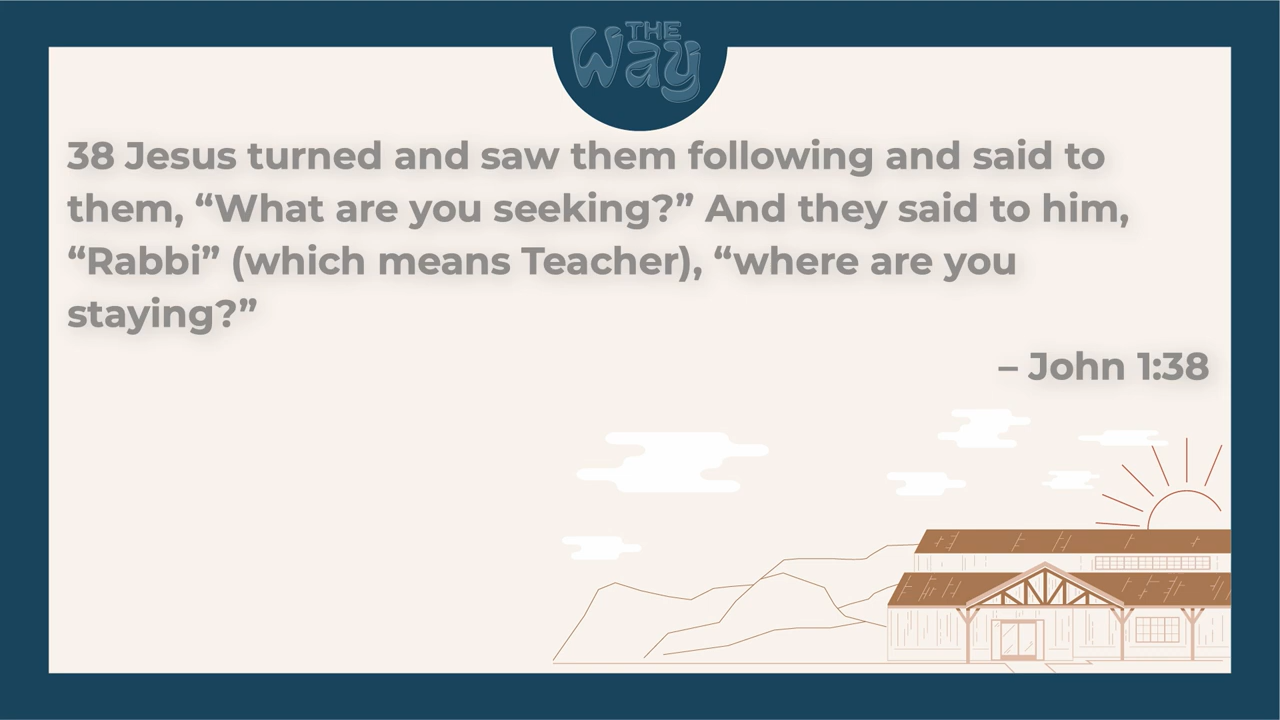 THE
Way
38 Jesus turned and saw them following and said to
them, “What are you seeking?” And they said to him,
“Rabbi” (which means Teacher), “where are you
staying?”
– John 1:38